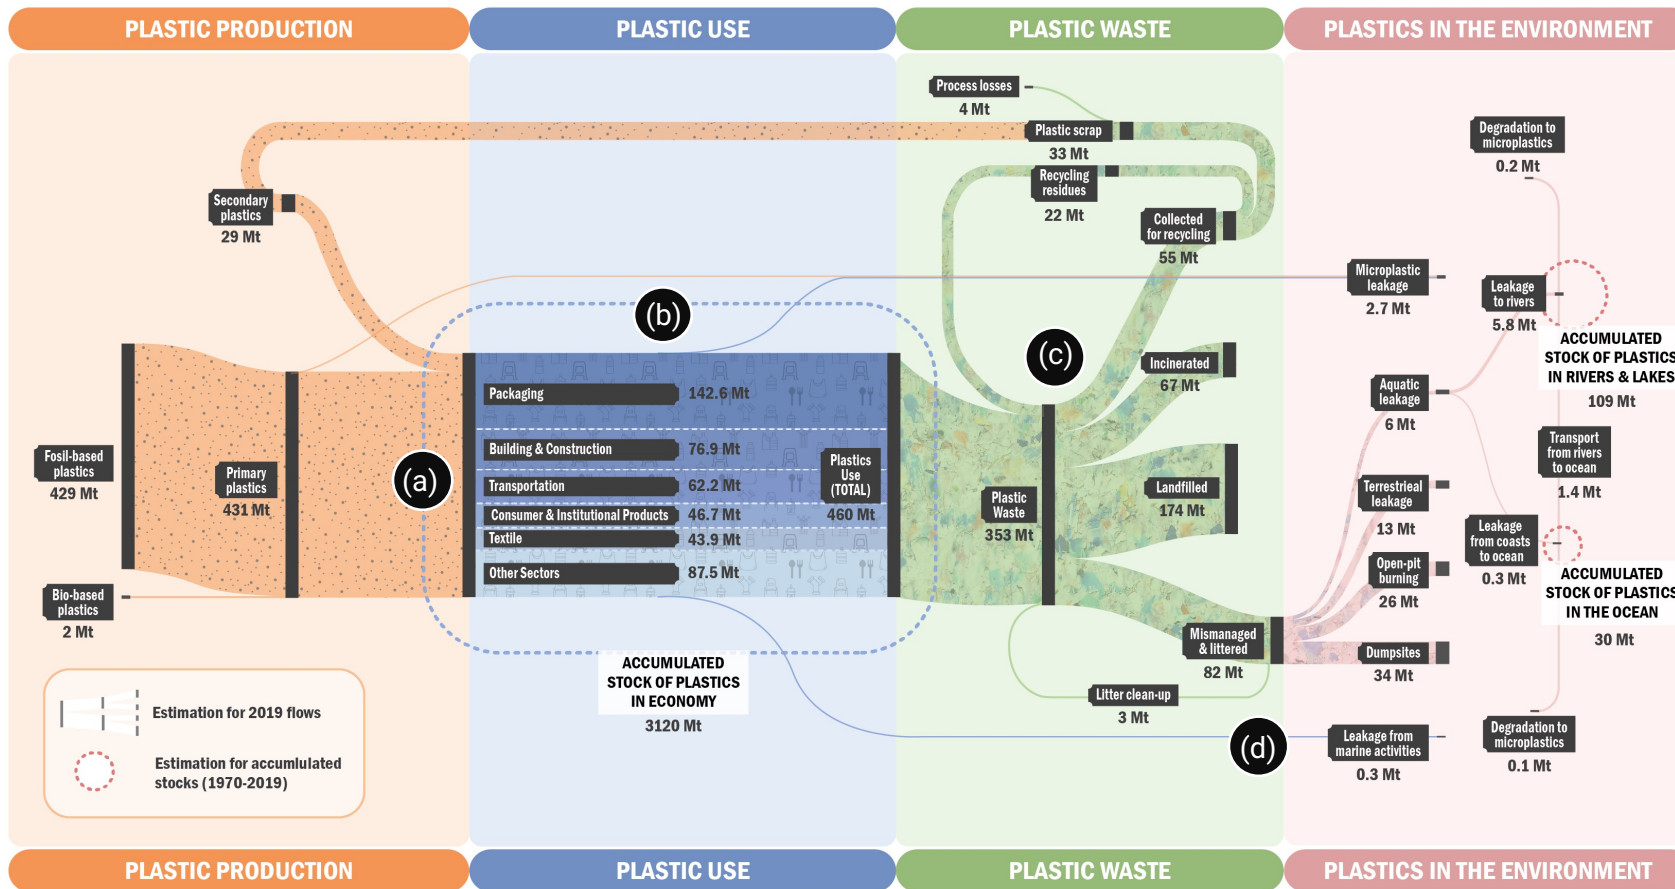 PLASTIC PRODUCTION
PLASTIC USE
PLASTIC WASTE
PLASTICS IN THE ENVIRONMENT
Process losses
4 Mt
Plastic scrap
33 Mt
Recycling
residues
22 Mt
Collected
for recycling
55 Mt
Secondary
plastics
29 Mt
Fosil-based
plastics
429 Mt
Primary
plastics
431 Mt
Bio-based
plastics
2 Mt
(a)
(b)
(c)
(d)
Packaging 142.6 Mt
Building & Construction 76.9 Mt
Transportation 62.2 Mt
Consumer & Institutional Products 46.7 Mt
Textile 43.9 Mt
Other Sectors 87.5 Mt
Plastics
Use
(TOTAL)
460 Mt
ACCUMULATED
STOCK OF PLASTICS
IN ECONOMY
3120 Mt
Plastic
Waste
353 Mt
Incinerated
67 Mt
Landfilled
174 Mt
Mismanaged
& littered
82 Mt
Litter clean-up
3 Mt
Degradation to
microplastics
0.2 Mt
Microplastic
leakage
2.7 Mt
Leakage
to rivers
5.8 Mt
ACCUMULATED
STOCK OF PLASTICS
IN RIVERS & LAKES
109 Mt
Aquatic
leakage
6 Mt
Transport
from rivers
to ocean
1.4 Mt
Terrestrieal
leakage
13 Mt
Leakage
from coasts
to ocean
0.3 Mt
Open-pit
burning
26 Mt
ACCUMULATED
STOCK OF PLASTICS
IN THE OCEAN
30 Mt
Dumpsites
34 Mt
Leakage from
marine activities
0.3 Mt
Degradation to
microplastics
0.1 Mt
Estimation for 2019 flows
Estimation for accumlulated
stocks (1970-2019)
PLASTIC PRODUCTION
PLASTIC USE
PLASTIC WASTE
PLASTICS IN THE ENVIRONMENT